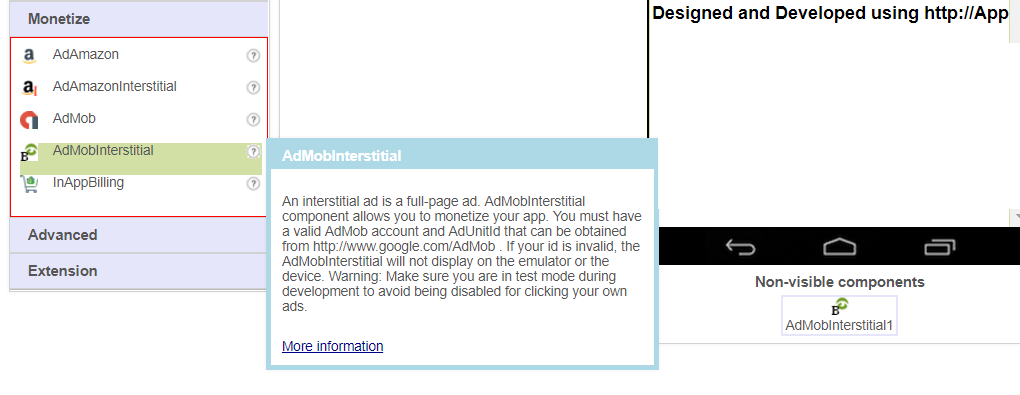 Monetize
AdAmazon
?
AdAmazonInterstitial
?
AdMob
?
AdMobInterstitial
?
InAppBilling
?
Advanced
Extension
AdMobInterstitial
An interstitial ad is a full-page ad. AdMobInterstitial
component allows you to monetize your app. You must have
a valid AdMob account and AdUnitId that can be obtained
from http://www.google.com/AdMob . If your id is invalid, the
AdMobInterstitial will not display on the emulator or the
device. Warning: Make sure you are in test mode during
development to avoid being disabled for clicking your own
ads.
More information
Designed and Developed using http://App
Non-visible components
B
AdMobInterstitial1